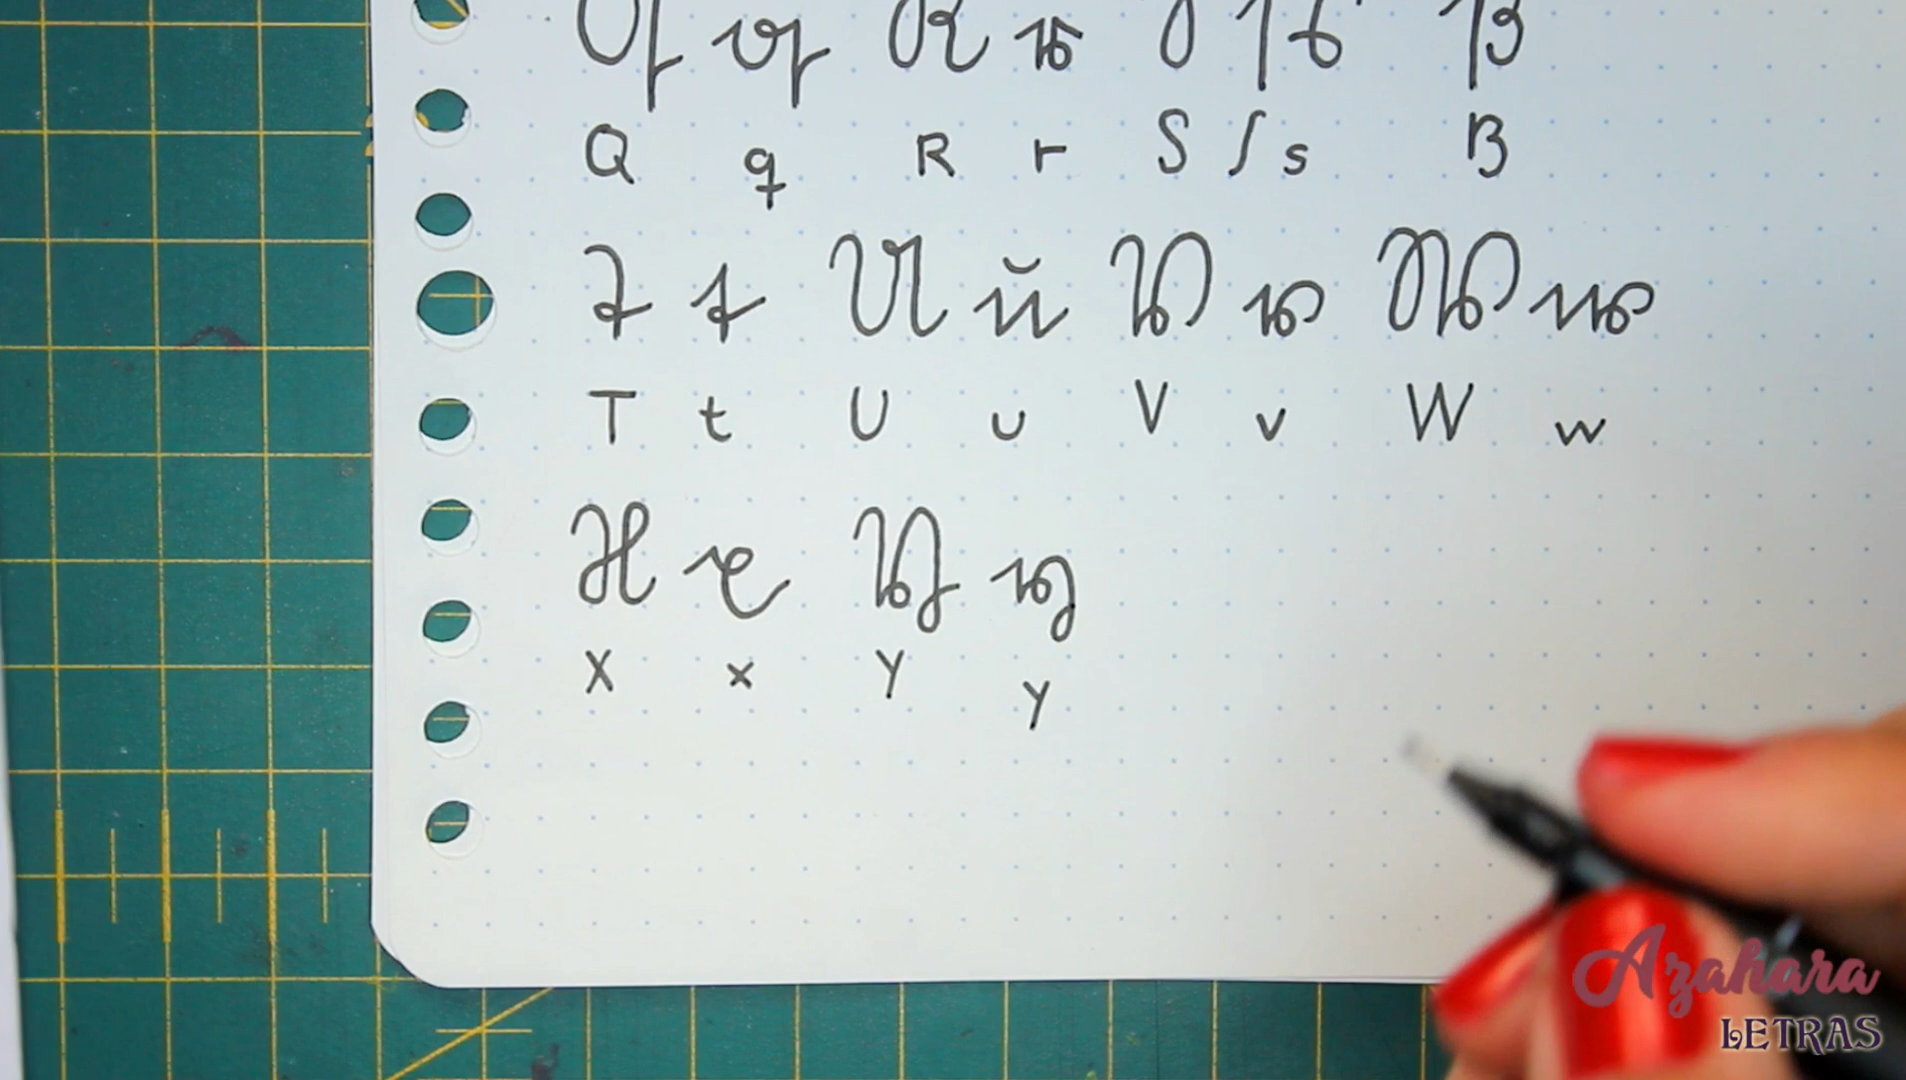 Q q R r S ſ s ß
Q q R r S ſ s ß
T t U u V v W w
T t U u V v W w
X x Y y
X x Y y
Azahara
LETRAS